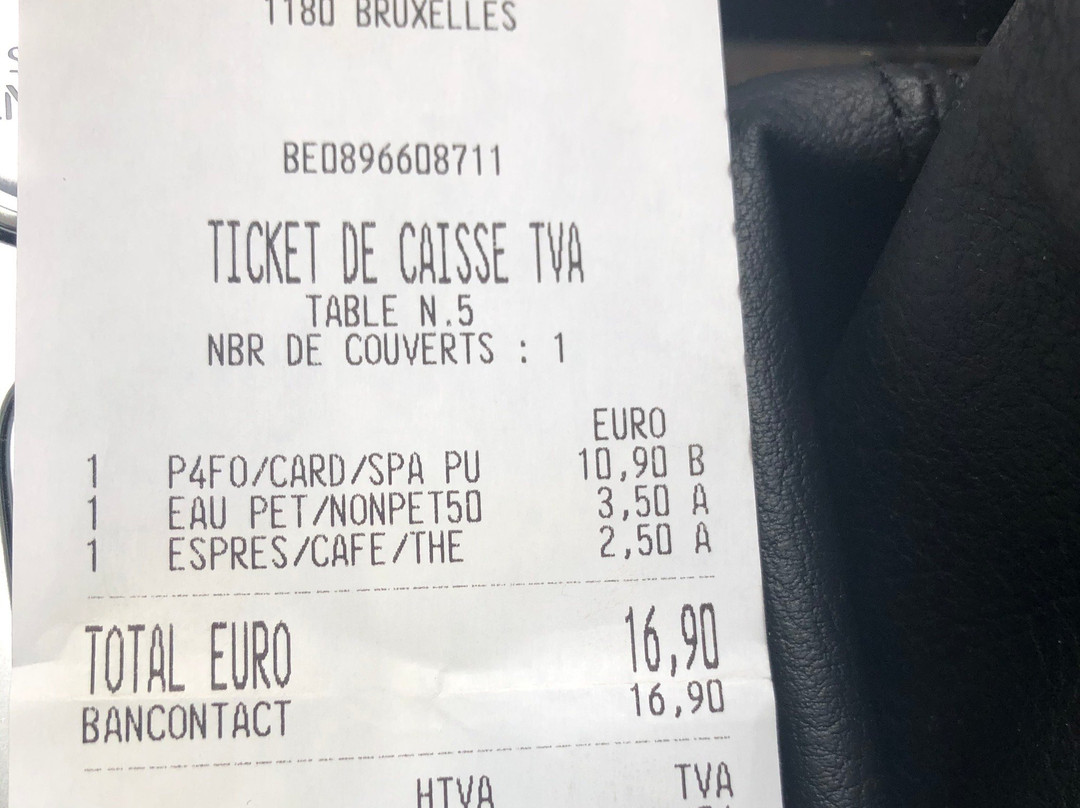 1180 BRUXELLES
BE0896608711
TICKET DE CAISSE TVA
TABLE N.5
NBR DE COUVERTS : 1
EURO
1 P4FO/CARD/SPA PU 10,90 B
1 EAU PET/NONPET50 3,50 A
1 ESPRES/CAFE/THE 2,50 A
TOTAL EURO 16,90
BANCONTACT 16,90
HTVA TVA